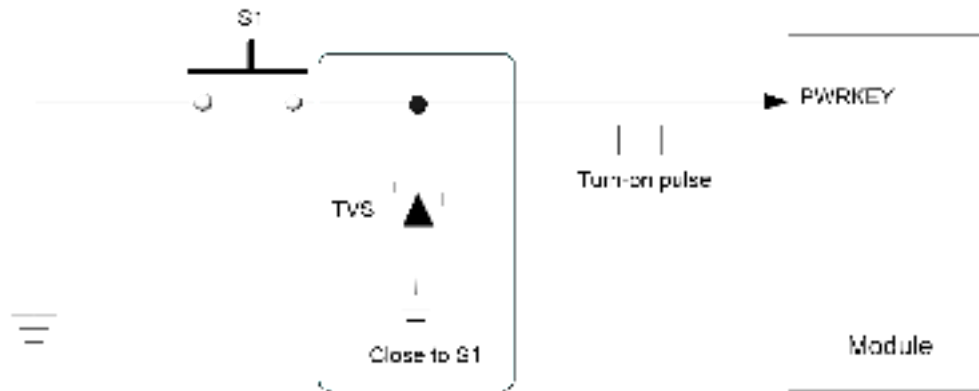 S1
PWRKEY
Turn-on pulse
TVS
Close to S1
Module